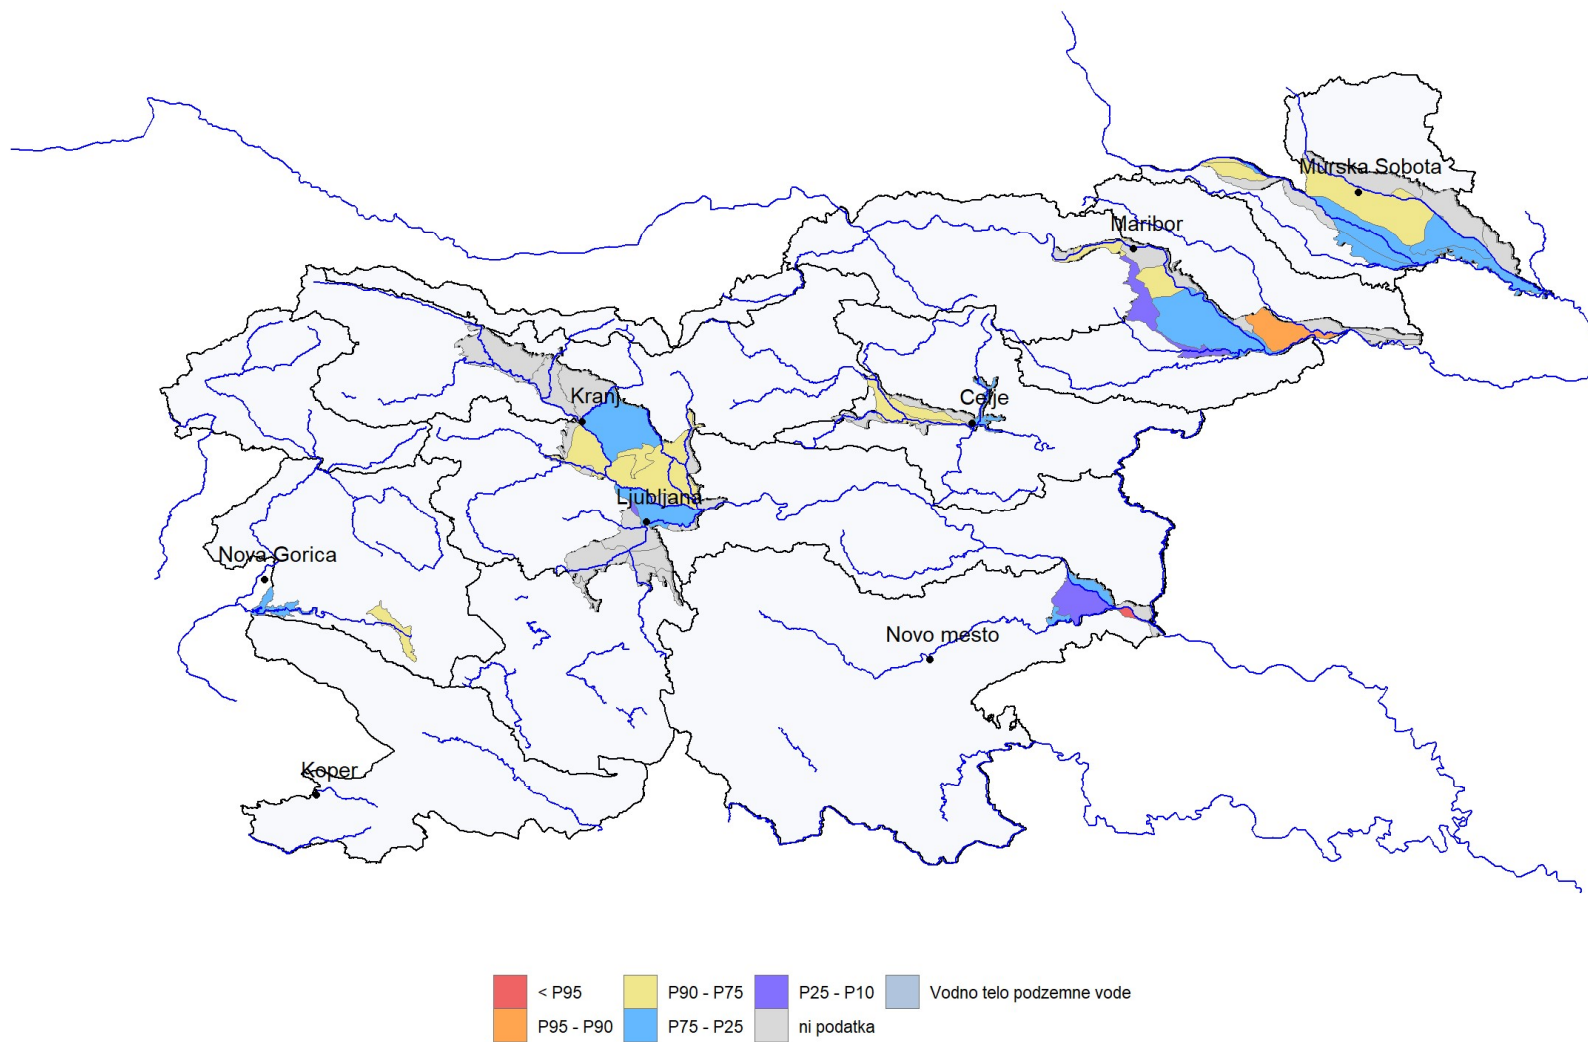 Murska Sobota
Maribor
Kranj
Celje
Ljubljana
Nova Gorica
Novo mesto
Koper
< P95
P90 - P75
P25 - P10
Vodno telo podzemne vode
P95 - P90
P75 - P25
ni podatka